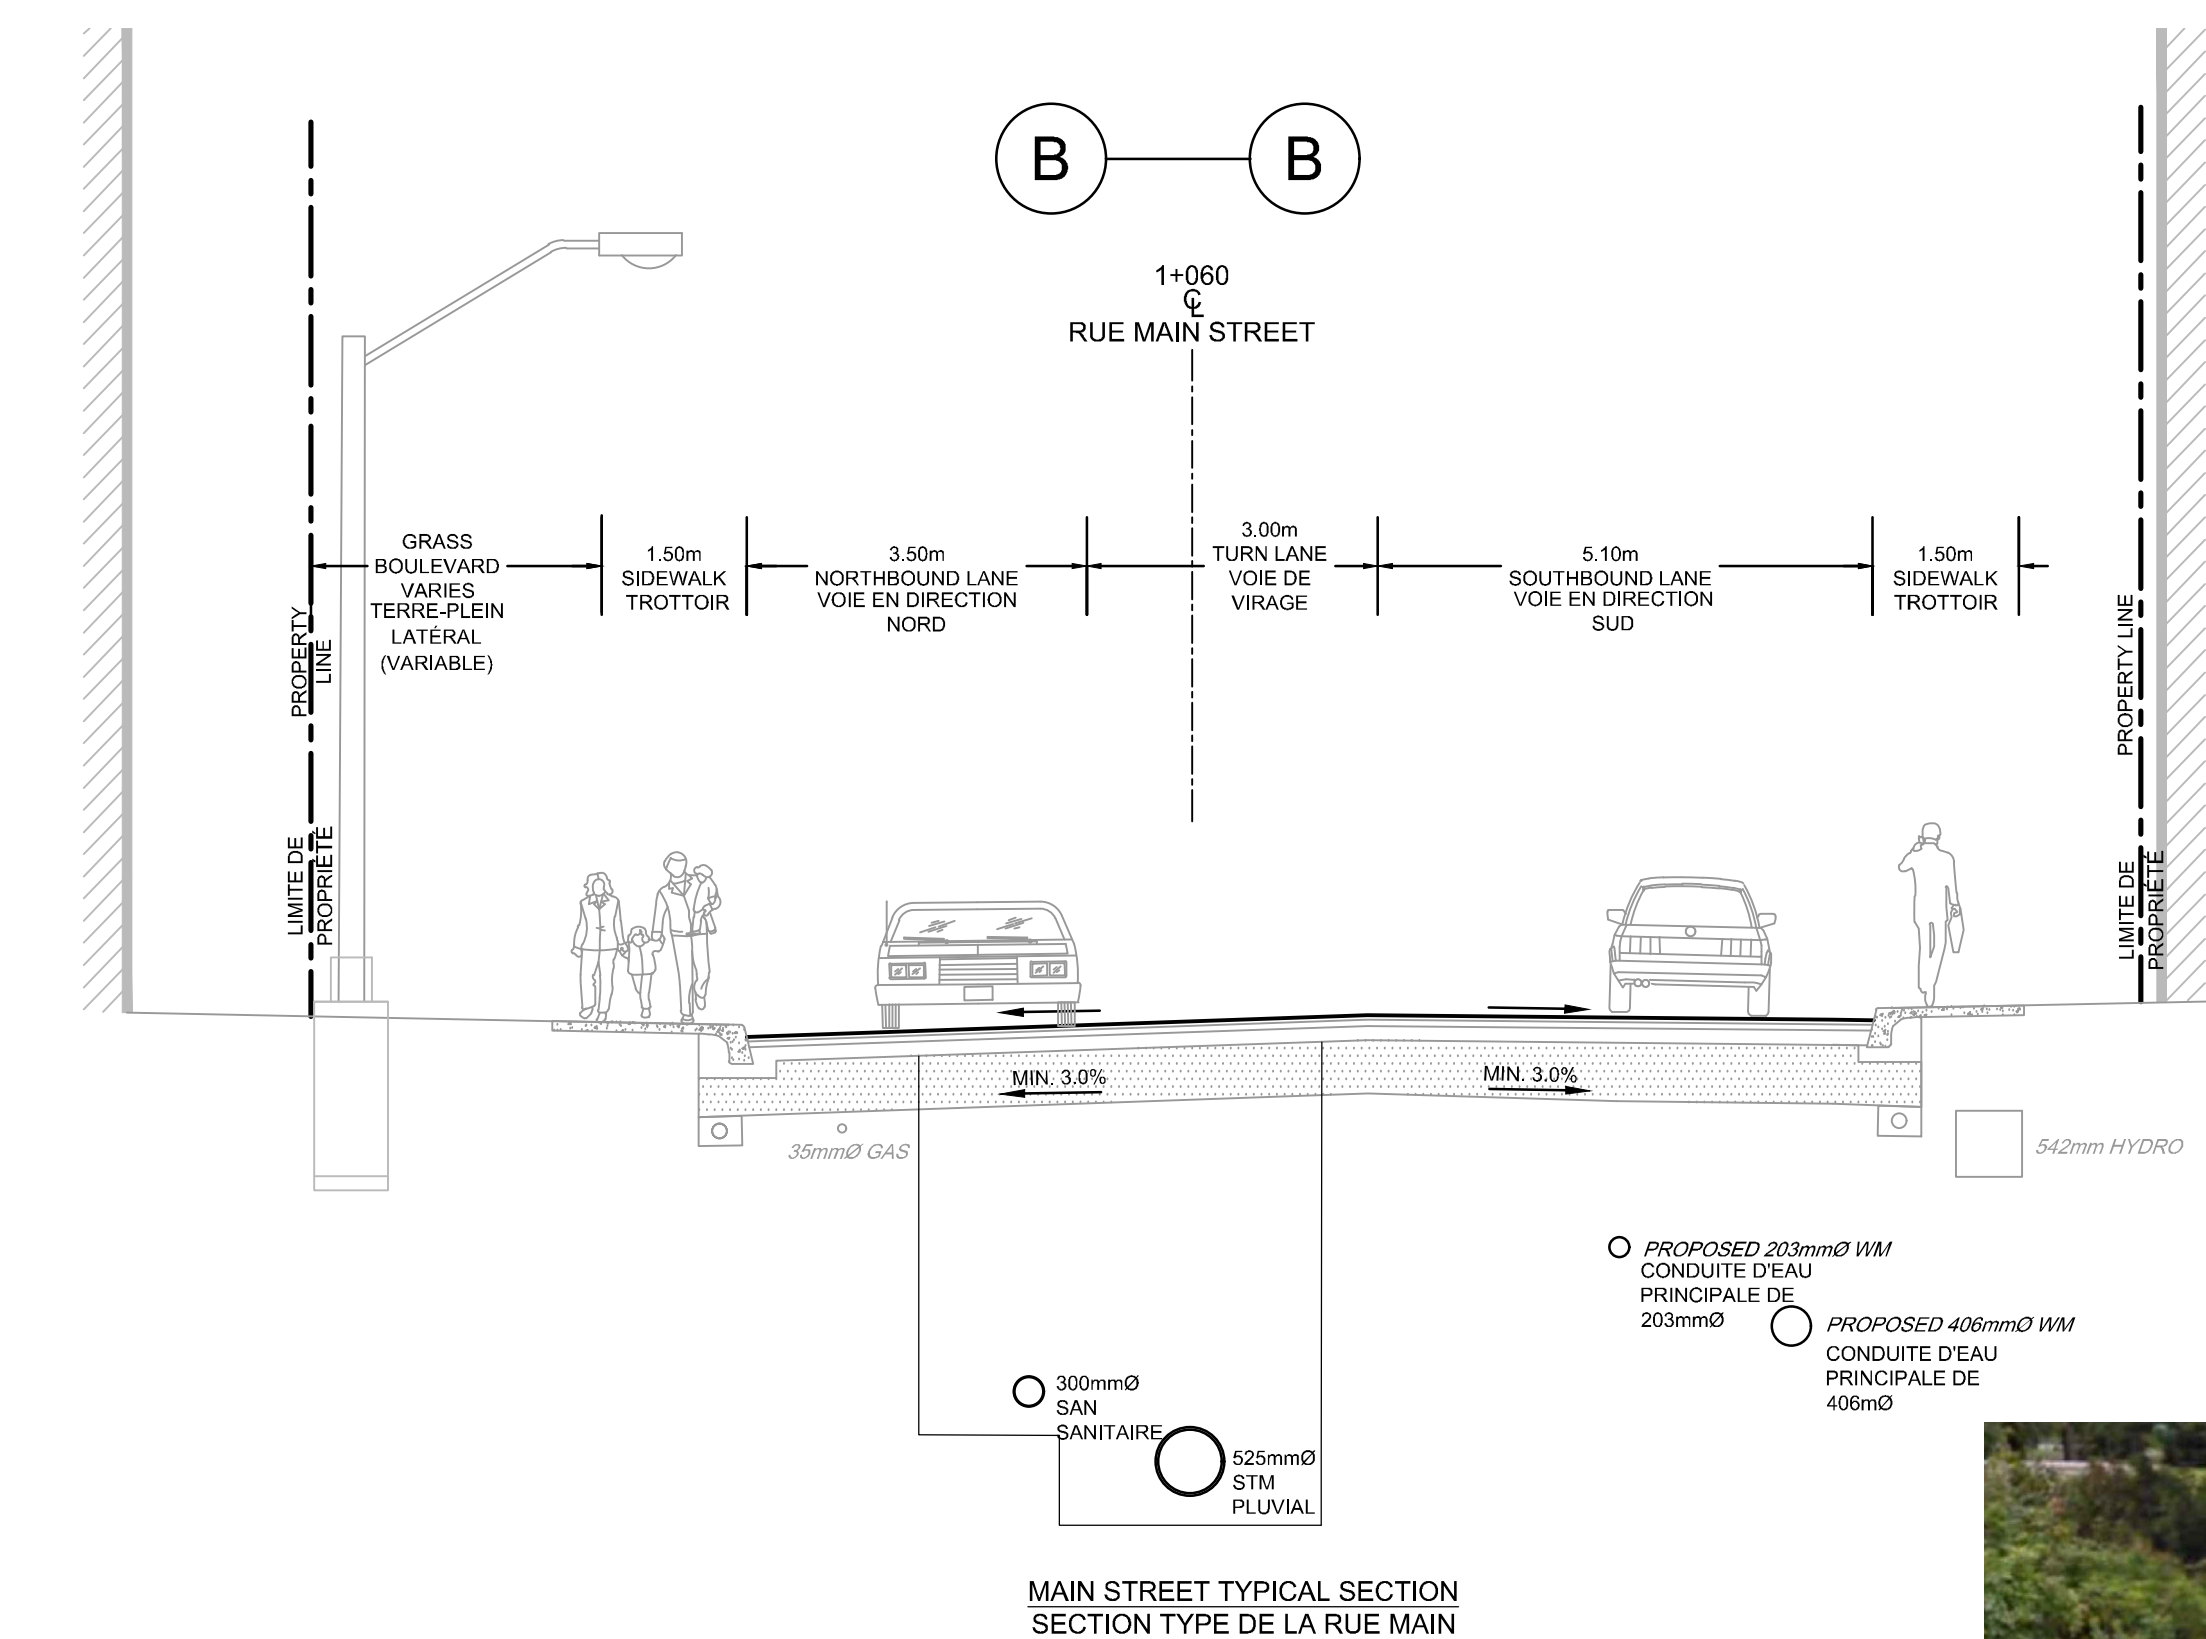 B
B
1+060
℄
RUE MAIN STREET
GRASS
BOULEVARD
VARIES
TERRE-PLEIN
LATÉRAL
(VARIABLE)
1.50m
SIDEWALK
TROTTOIR
3.50m
NORTHBOUND LANE
VOIE EN DIRECTION
NORD
3.00m
TURN LANE
VOIE DE
VIRAGE
5.10m
SOUTHBOUND LANE
VOIE EN DIRECTION
SUD
1.50m
SIDEWALK
TROTTOIR
PROPERTY
LINE
LIMITE DE
PROPRIÉTÉ
PROPERTY LINE
LIMITE DE
PROPRIÉTÉ
MIN. 3.0%
MIN. 3.0%
35mmØ GAS
542mm HYDRO
PROPOSED 203mmØ WM
CONDUITE D'EAU
PRINCIPALE DE
203mmØ
PROPOSED 406mmØ WM
CONDUITE D'EAU
PRINCIPALE DE
406mØ
300mmØ
SAN
SANITAIRE
525mmØ
STM
PLUVIAL
MAIN STREET TYPICAL SECTION
SECTION TYPE DE LA RUE MAIN